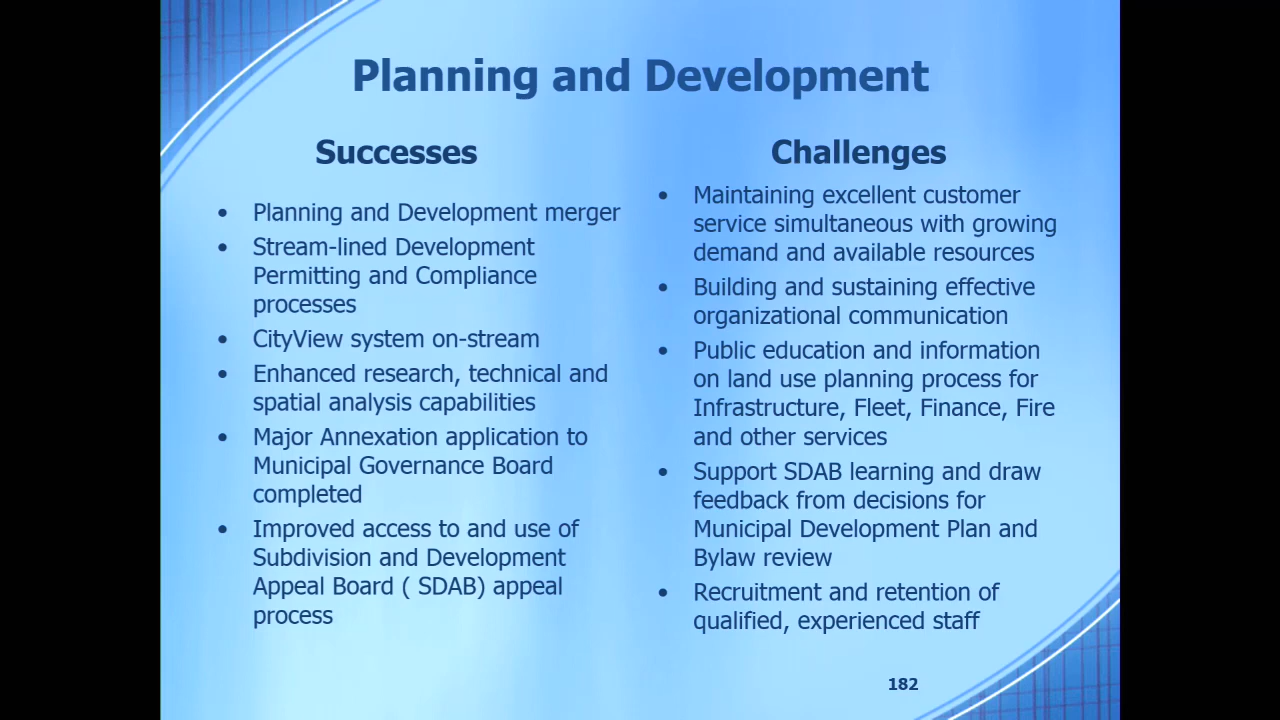 Planning and Development
Successes
• Planning and Development merger
• Stream-lined Development
Permitting and Compliance
processes
• CityView system on-stream
• Enhanced research, technical and
spatial analysis capabilities
• Major Annexation application to
Municipal Governance Board
completed
• Improved access to and use of
Subdivision and Development
Appeal Board ( SDAB) appeal
process
Challenges
• Maintaining excellent customer
service simultaneous with growing
demand and available resources
• Building and sustaining effective
organizational communication
• Public education and information
on land use planning process for
Infrastructure, Fleet, Finance, Fire
and other services
• Support SDAB learning and draw
feedback from decisions for
Municipal Development Plan and
Bylaw review
• Recruitment and retention of
qualified, experienced staff
182